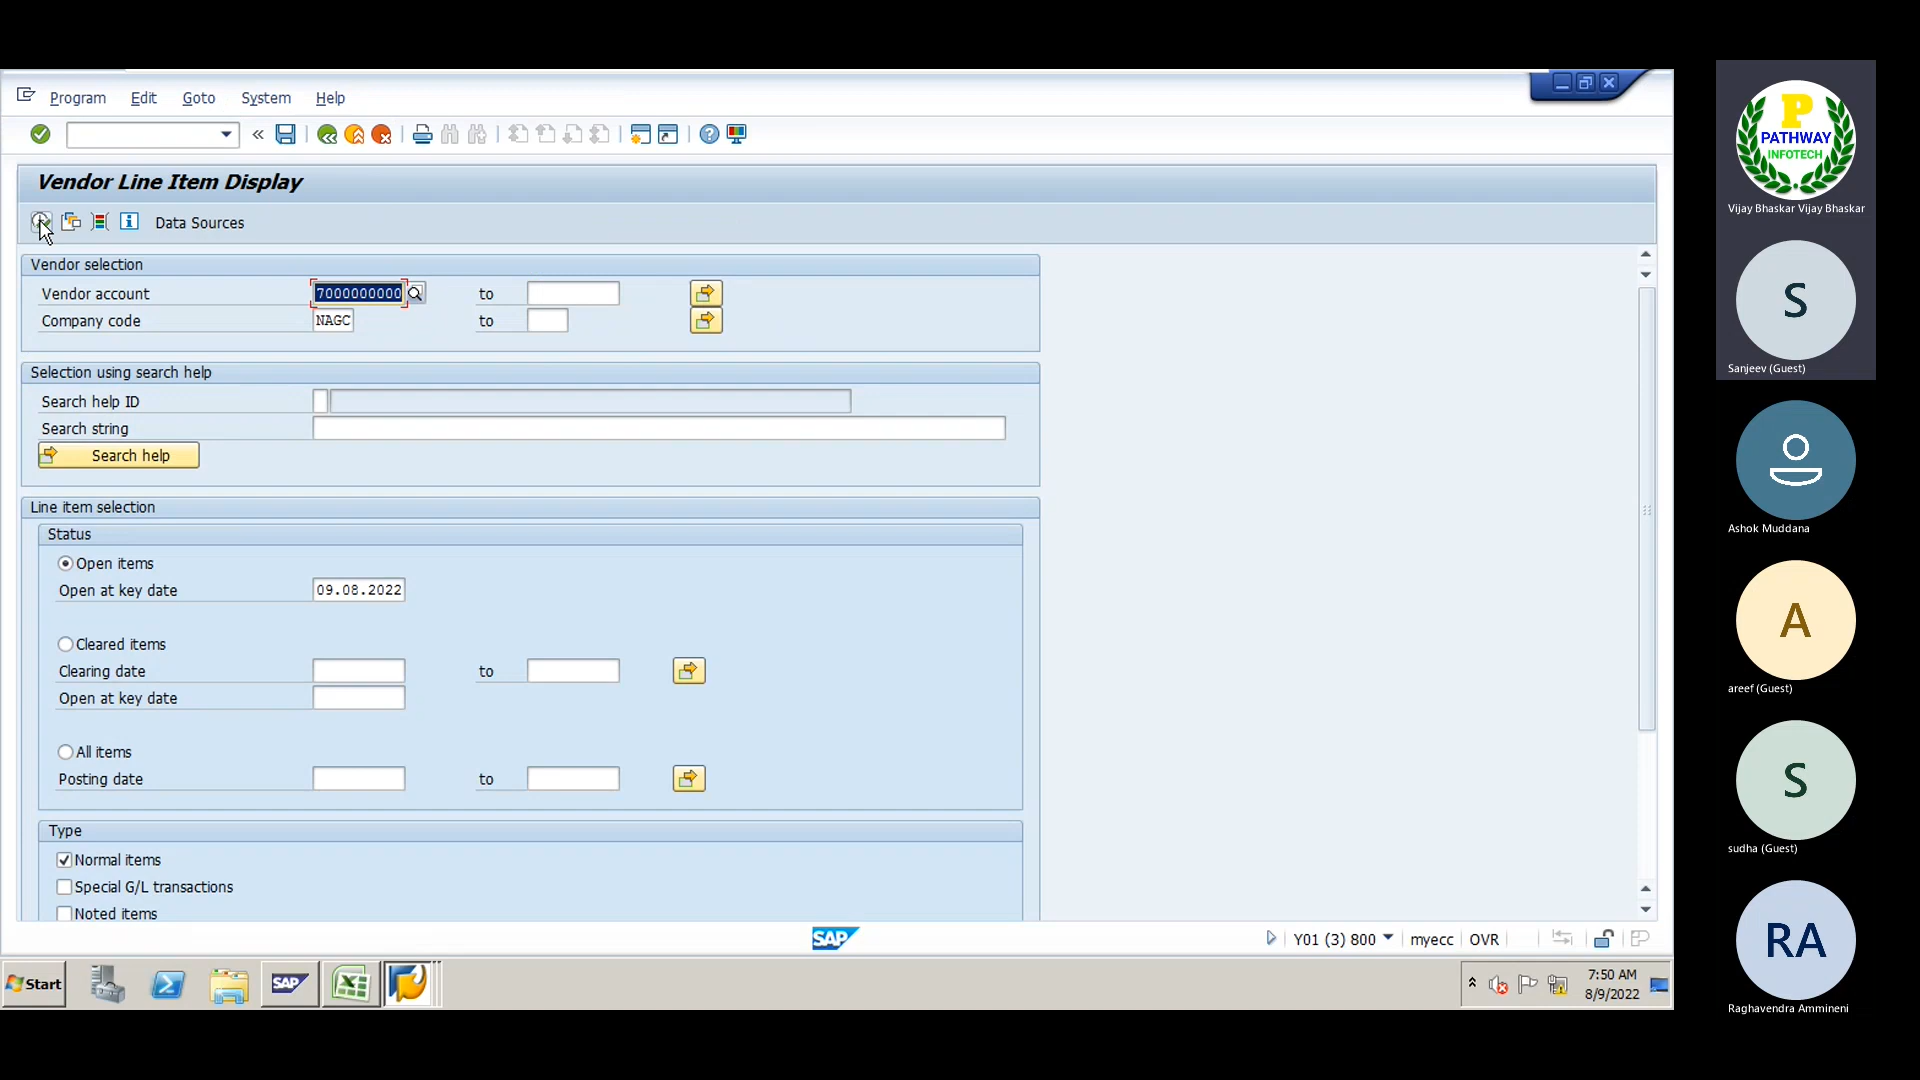 Program Edit Goto System Help
Vendor Line Item Display
Data Sources
Vendor selection
Vendor account 7000000000 to
Company code NAGC to
Selection using search help
Search help ID
Search string
Search help
Line item selection
Status
Open items
Open at key date 09.08.2022
Cleared items
Clearing date to
Open at key date
All items
Posting date to
Type
Normal items
Special G/L transactions
Noted items
SAP Y01 (3) 800 myecc OVR
Start SAP 7:50 AM
8/9/2022
P
PATHWAY
INFOTECH
Vijay Bhaskar Vijay Bhaskar
S
Sanjeev (Guest)
Ashok Muddana
A
areef (Guest)
S
sudha (Guest)
RA
Raghavendra Ammineni